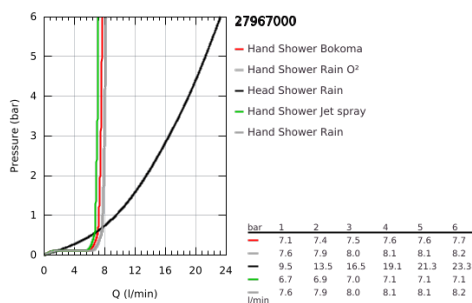 27967000
Hand Shower Bokoma
Hand Shower Rain O²
Head Shower Rain
Hand Shower Jet spray
Hand Shower Rain
Pressure (bar)
6
5
4
3
2
1
0
0 4 8 12 16 20 24
Q (l/min)
bar 1 2 3 4 5 6
7.1 7.4 7.5 7.6 7.6 7.7
7.6 7.9 8.0 8.1 8.1 8.2
9.5 13.5 16.5 19.1 21.3 23.3
6.7 6.9 7.0 7.1 7.1 7.1
7.6 7.9 8.0 8.1 8.1 8.2
l/min